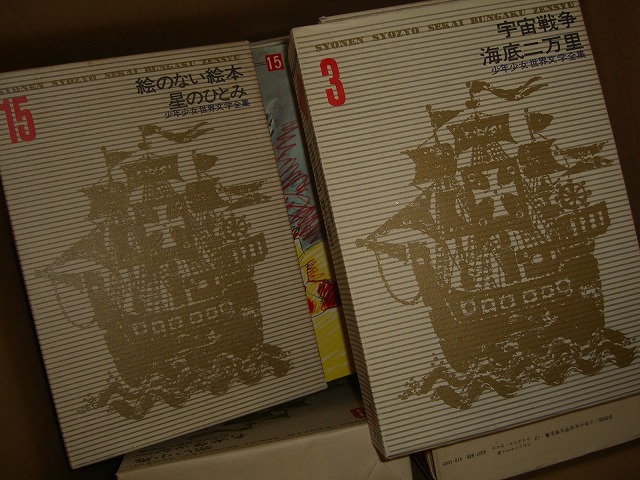 SYONEN SYOZYO SEKAI BUNGAKU ZENSYU
15
絵のない絵本
星のひとみ
少年少女世界文学全集
15
SYONEN SYOZYO SEKAI BUNGAKU ZENSYU
3
宇宙戦争
海底二万里
少年少女世界文学全集